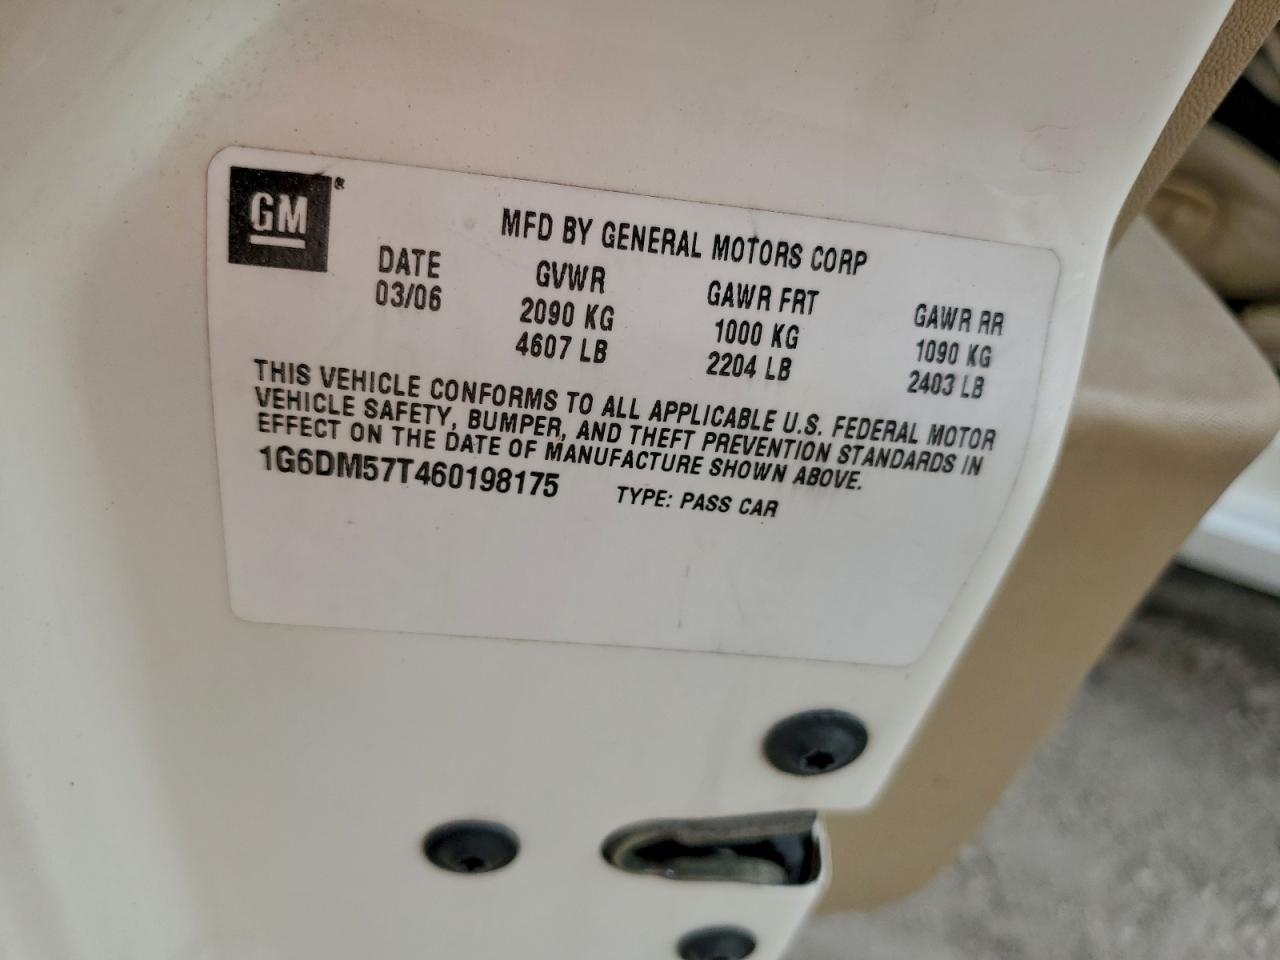 GM®
MFD BY GENERAL MOTORS CORP
DATE GVWR GAWR FRT GAWR RR
03/06 2090 KG 1000 KG 1090 KG
4607 LB 2204 LB 2403 LB
THIS VEHICLE CONFORMS TO ALL APPLICABLE U.S. FEDERAL MOTOR
VEHICLE SAFETY, BUMPER, AND THEFT PREVENTION STANDARDS IN
EFFECT ON THE DATE OF MANUFACTURE SHOWN ABOVE.
1G6DM57T460198175 TYPE: PASS CAR